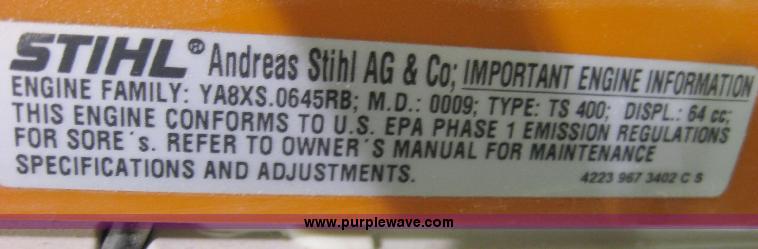 STIHL® Andreas Stihl AG & Co; IMPORTANT ENGINE INFORMATION
ENGINE FAMILY: YA8XS.0645RB; M.D.: 0009; TYPE: TS 400; DISPL.: 64 cc;
THIS ENGINE CONFORMS TO U.S. EPA PHASE 1 EMISSION REGULATIONS
FOR SORE´s. REFER TO OWNER´S MANUAL FOR MAINTENANCE
SPECIFICATIONS AND ADJUSTMENTS.
4223 967 3402 C S
www.purplewave.com